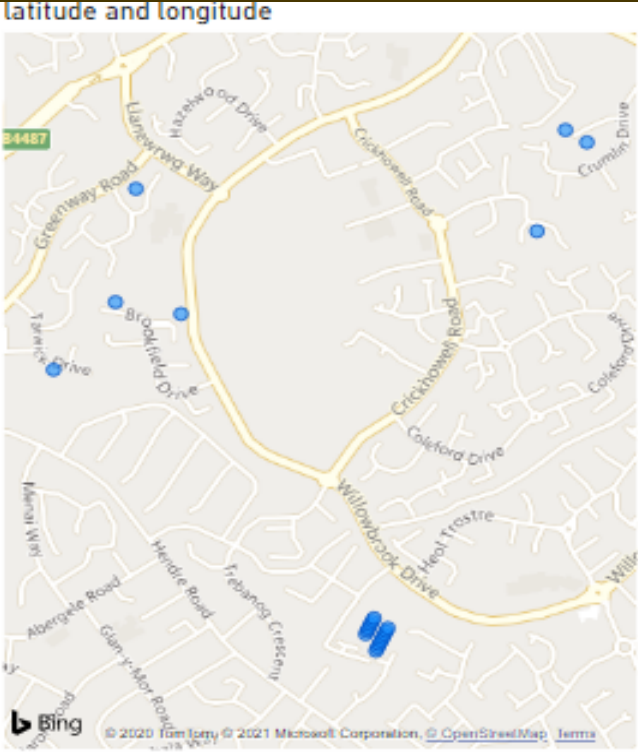 latitude and longitude
Hazelwood Drive
Llanewrwg Way
B4487
Crickhowell Road
Crumlin Drive
Greenway Road
Brookfield Drive
Drive
Crickhowell Road
Coleford
Coleford Drive
Willowbrook Drive
Heol Trostre
Menai Way
Hendre Road
Trebanog Crescent
Abergele Road
Glan-y-Mor Road
Bing
© 2020 TomTom, © 2021 Microsoft Corporation, © OpenStreetMap Terms